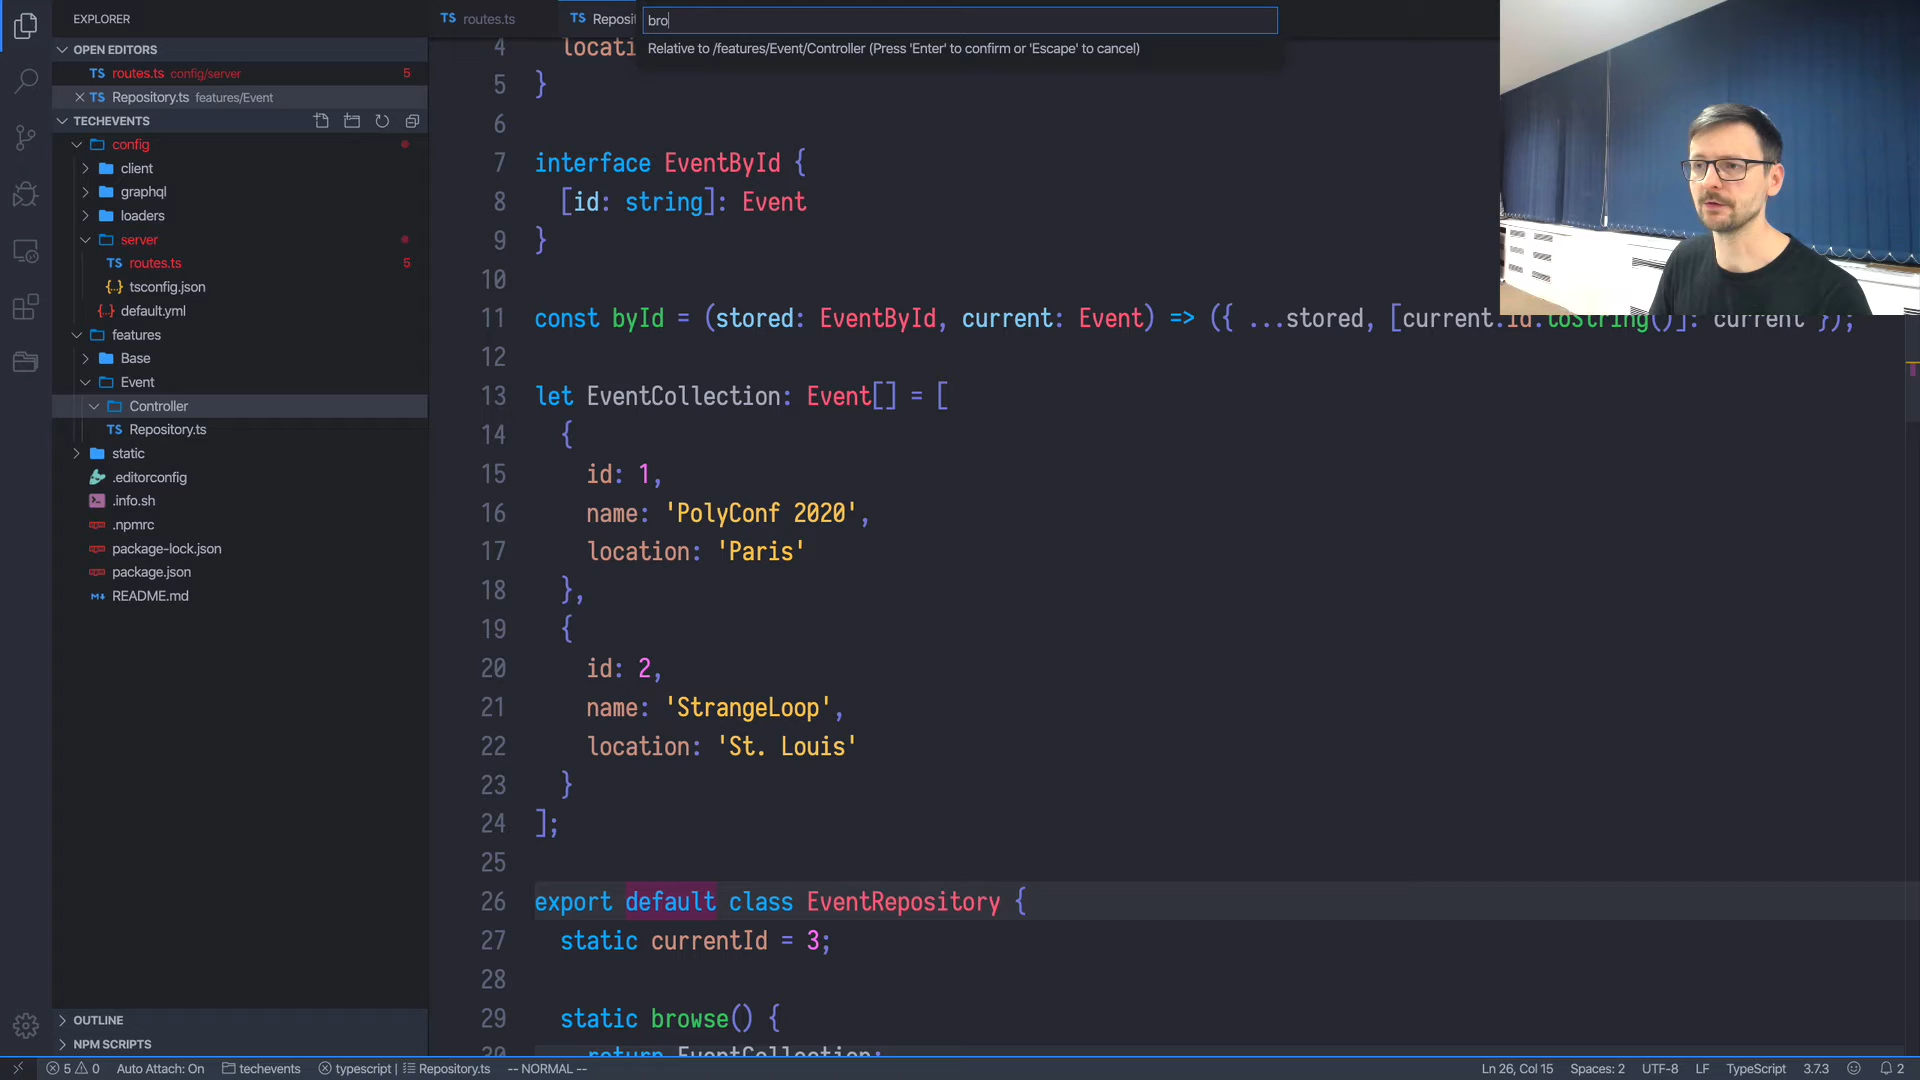 EXPLORER
OPEN EDITORS
TS routes.ts config/server 5
TS Repository.ts features/Event
TECHEVENTS
config
client
graphql
loaders
server
TS routes.ts 5
{..} tsconfig.json
{..} default.yml
features
Base
Event
Controller
TS Repository.ts
static
.editorconfig
.info.sh
.npmrc
package-lock.json
package.json
README.md
OUTLINE
NPM SCRIPTS
TS routes.ts
TS Reposi
bro
Relative to /features/Event/Controller (Press 'Enter' to confirm or 'Escape' to cancel)
4 locati
5 }
6
7 interface EventById {
8 [id: string]: Event
9 }
10
11 const byId = (stored: EventById, current: Event) => ({ ...stored, [current.id.toString()]: current });
12
13 let EventCollection: Event[] = [
14 {
15 id: 1,
16 name: 'PolyConf 2020',
17 location: 'Paris'
18 },
19 {
20 id: 2,
21 name: 'StrangeLoop',
22 location: 'St. Louis'
23 }
24 ];
25
26 export default class EventRepository {
27 static currentId = 3;
28
29 static browse() {
30 return EventCollection;
5 0 Auto Attach: On techevents typescript | Repository.ts -- NORMAL -- Ln 26, Col 15 Spaces: 2 UTF-8 LF TypeScript 3.7.3 2